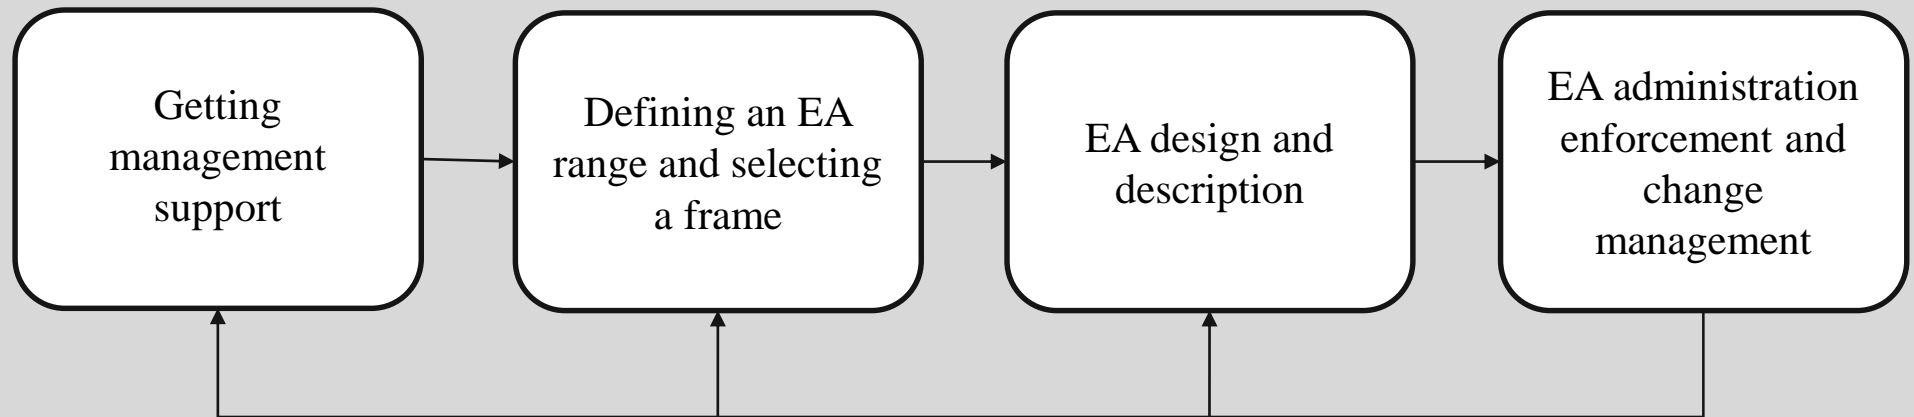 Getting
management
support
Defining an EA
range and selecting
a frame
EA design and
description
EA administration
enforcement and
change
management